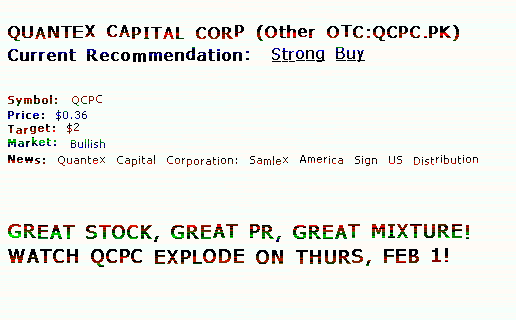 QUANTEX CAPITAL CORP (Other OTC:QCPC.PK)
Current Recommendation: Strong Buy
Symbol: QCPC
Price: $0.36
Target: $2
Market: Bullish
News: Quantex Capital Corporation: Samlex America Sign US Distribution
GREAT STOCK, GREAT PR, GREAT MIXTURE!
WATCH QCPC EXPLODE ON THURS, FEB 1!